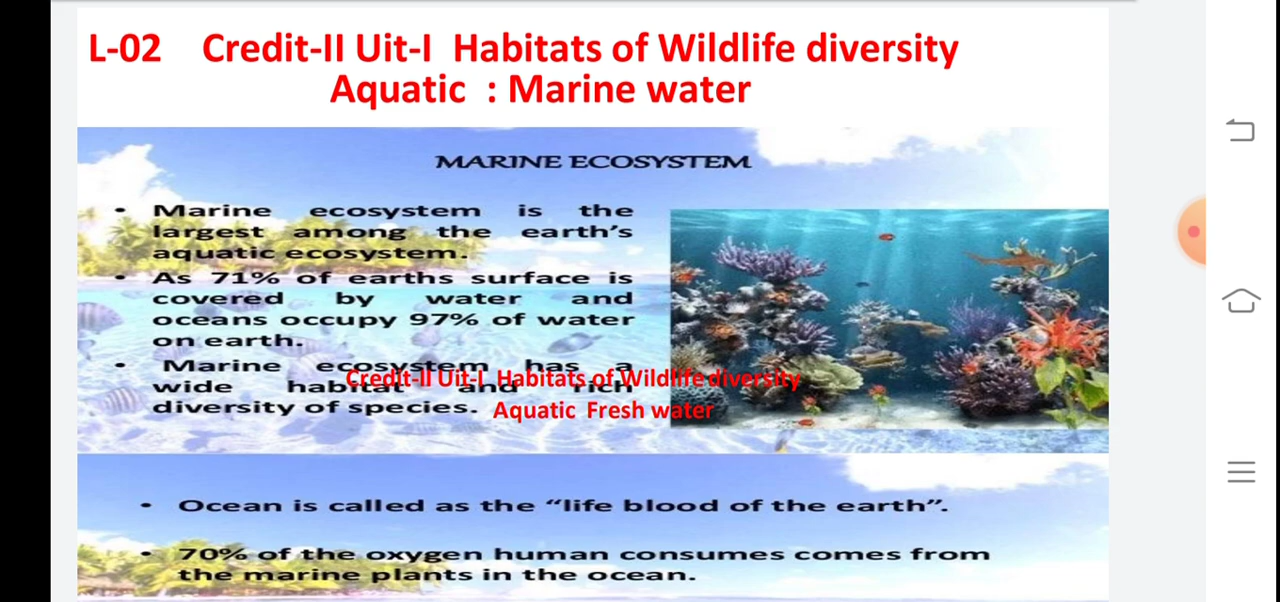 L-02 Credit-II Uit-I Habitats of Wildlife diversity
Aquatic : Marine water
MARINE ECOSYSTEM
• Marine ecosystem is the
largest among the earth's
aquatic ecosystem.
• As 71% of earths surface is
covered by water and
oceans occupy 97% of water
on earth.
• Marine ecosystem has a
wide habitat and rich
diversity of species.
Credit-II Uit-I Habitats of Wildlife diversity
Aquatic Fresh water
• Ocean is called as the “life blood of the earth”.
• 70% of the oxygen human consumes comes from
the marine plants in the ocean.